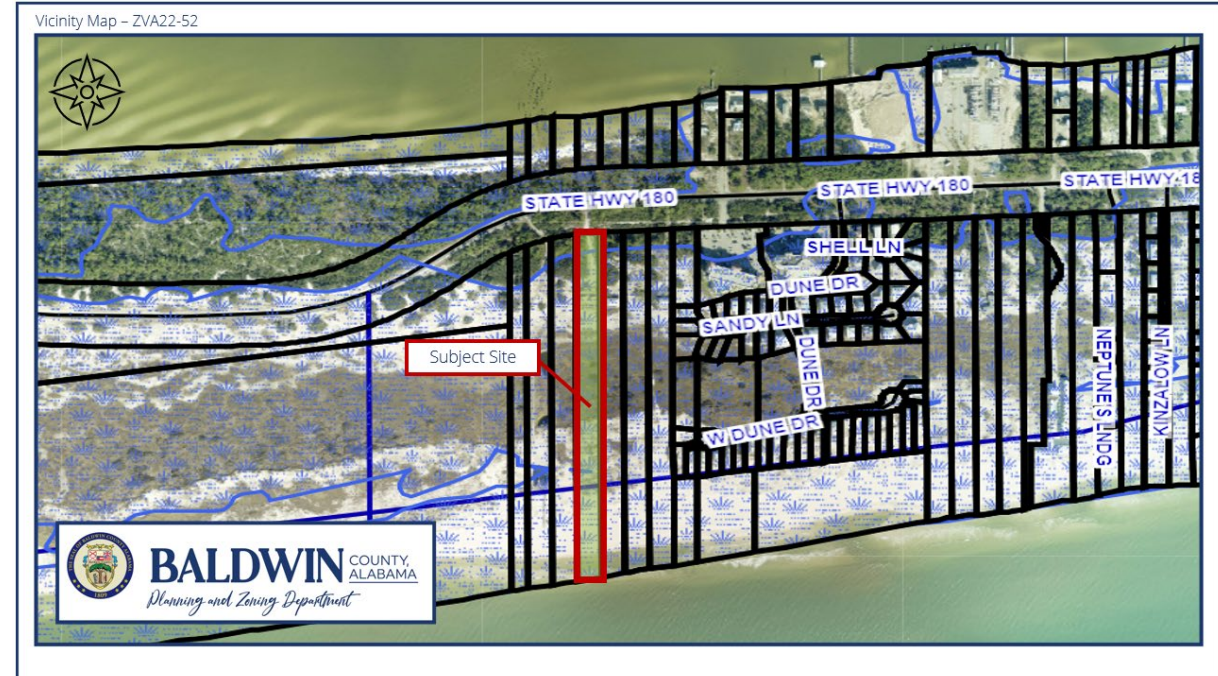 Vicinity Map – ZVA22-52
STATE HWY 180
STATE HWY 180
STATE HWY 18
SHELL LN
DUNE DR
SANDY LN
DUNE DR
W DUNE DR
NEPTUNE'S LNDG
KINZALOW LN
Subject Site
BALDWIN COUNTY, ALABAMA
Planning and Zoning Department